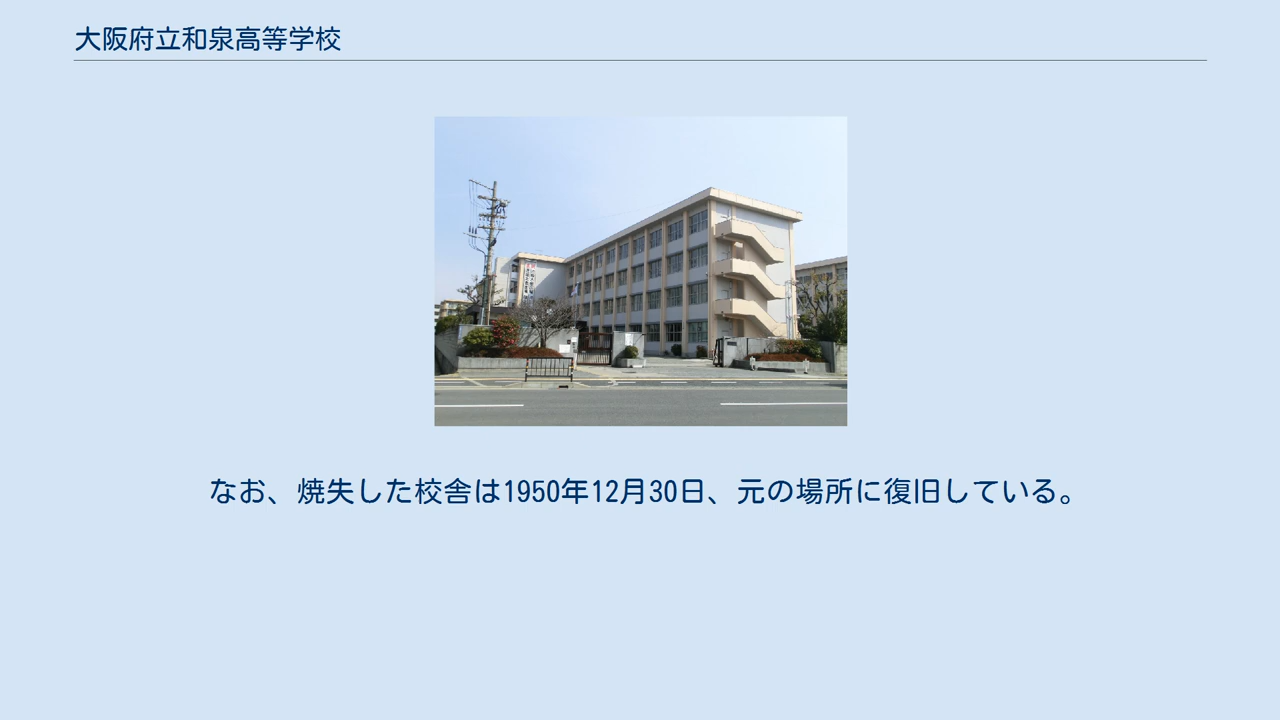 大阪府立和泉高等学校
なお、焼失した校舎は1950年12月30日、元の場所に復旧している。